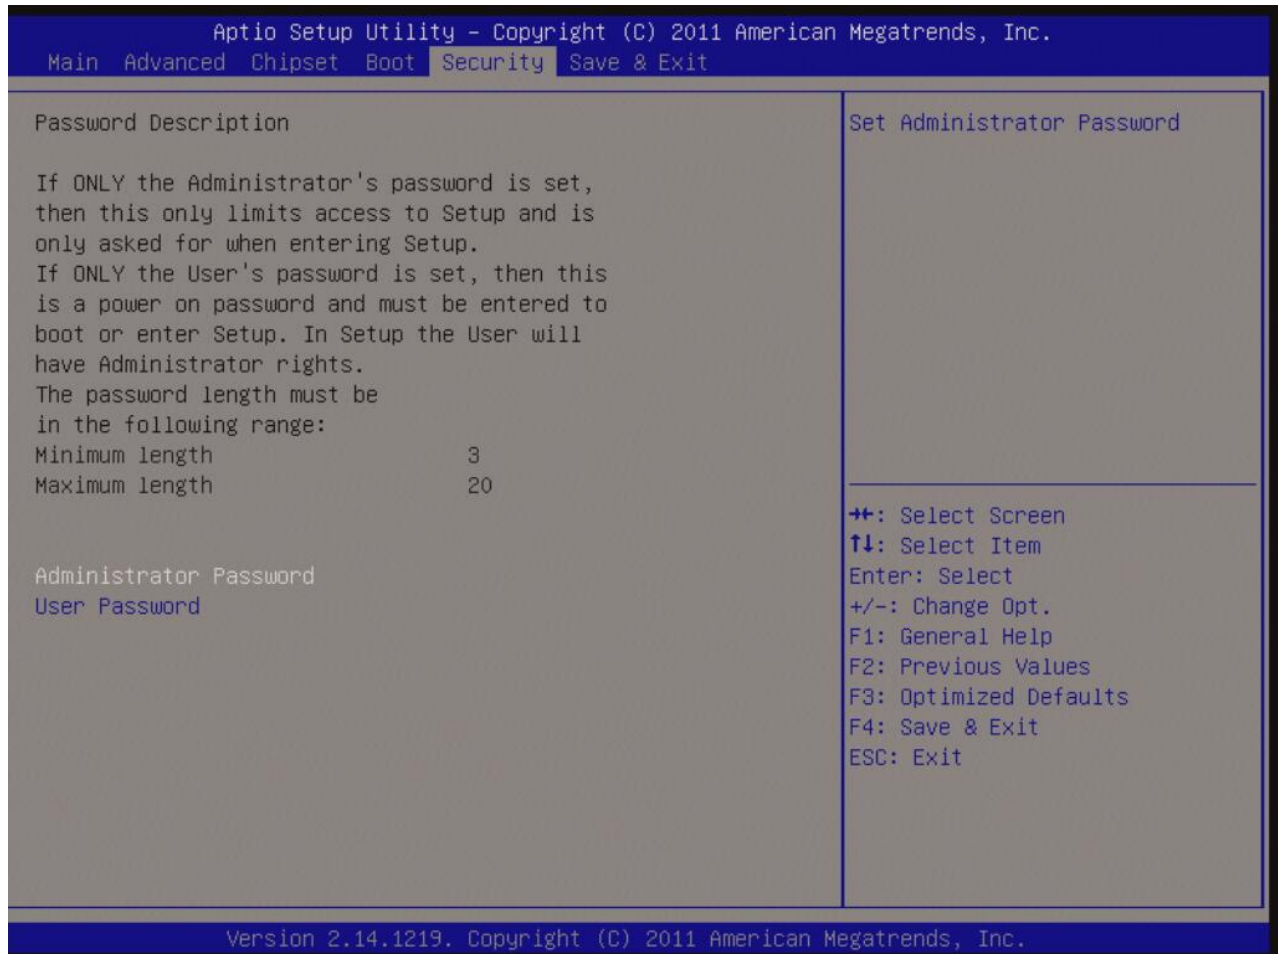 Aptio Setup Utility – Copyright (C) 2011 American Megatrends, Inc.
Main Advanced Chipset Boot Security Save & Exit
Password Description
If ONLY the Administrator's password is set,
then this only limits access to Setup and is
only asked for when entering Setup.
If ONLY the User's password is set, then this
is a power on password and must be entered to
boot or enter Setup. In Setup the User will
have Administrator rights.
The password length must be
in the following range:
Minimum length 3
Maximum length 20
Administrator Password
User Password
Set Administrator Password
→←: Select Screen
↑↓: Select Item
Enter: Select
+/-: Change Opt.
F1: General Help
F2: Previous Values
F3: Optimized Defaults
F4: Save & Exit
ESC: Exit
Version 2.14.1219. Copyright (C) 2011 American Megatrends, Inc.